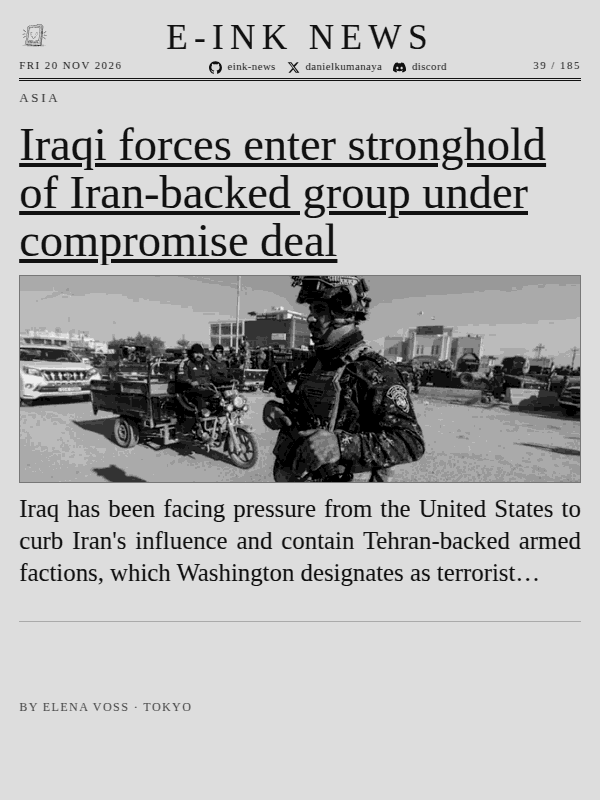 E-INK NEWS
FRI 20 NOV 2026
eink-news
danielkumanaya
discord
39 / 185
ASIA
Iraqi forces enter stronghold
of Iran-backed group under
compromise deal
Iraq has been facing pressure from the United States to
curb Iran's influence and contain Tehran-backed armed
factions, which Washington designates as terrorist…
BY ELENA VOSS · TOKYO